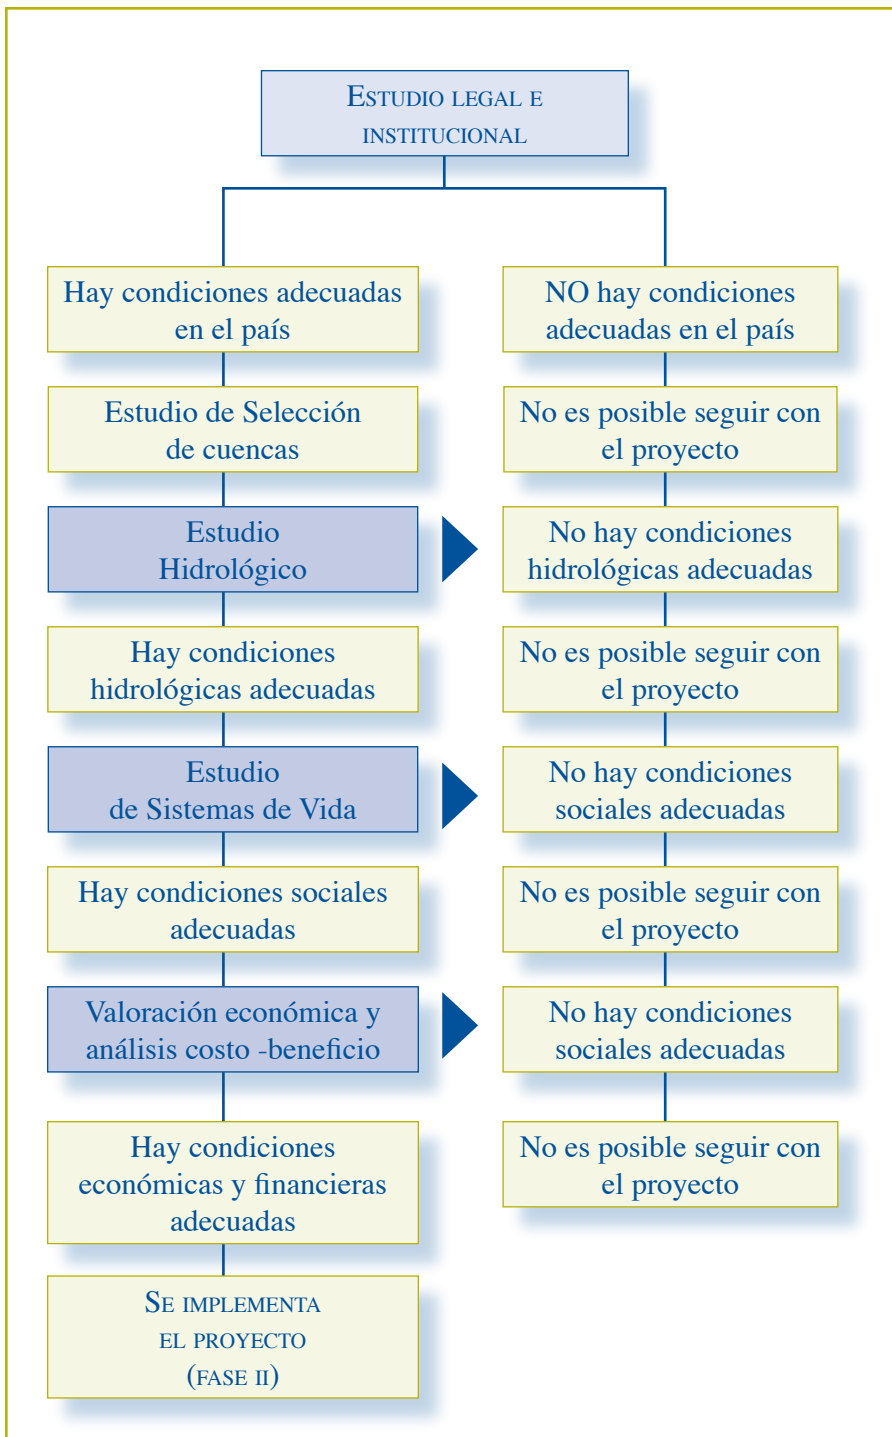 ESTUDIO LEGAL E
INSTITUCIONAL
Hay condiciones adecuadas
en el país
NO hay condiciones
adecuadas en el país
Estudio de Selección
de cuencas
No es posible seguir con
el proyecto
Estudio
Hidrológico
No hay condiciones
hidrológicas adecuadas
Hay condiciones
hidrológicas adecuadas
No es posible seguir con
el proyecto
Estudio
de Sistemas de Vida
No hay condiciones
sociales adecuadas
Hay condiciones sociales
adecuadas
No es posible seguir con
el proyecto
Valoración económica y
análisis costo -beneficio
No hay condiciones
sociales adecuadas
Hay condiciones
económicas y financieras
adecuadas
No es posible seguir con
el proyecto
SE IMPLEMENTA
EL PROYECTO
(FASE II)